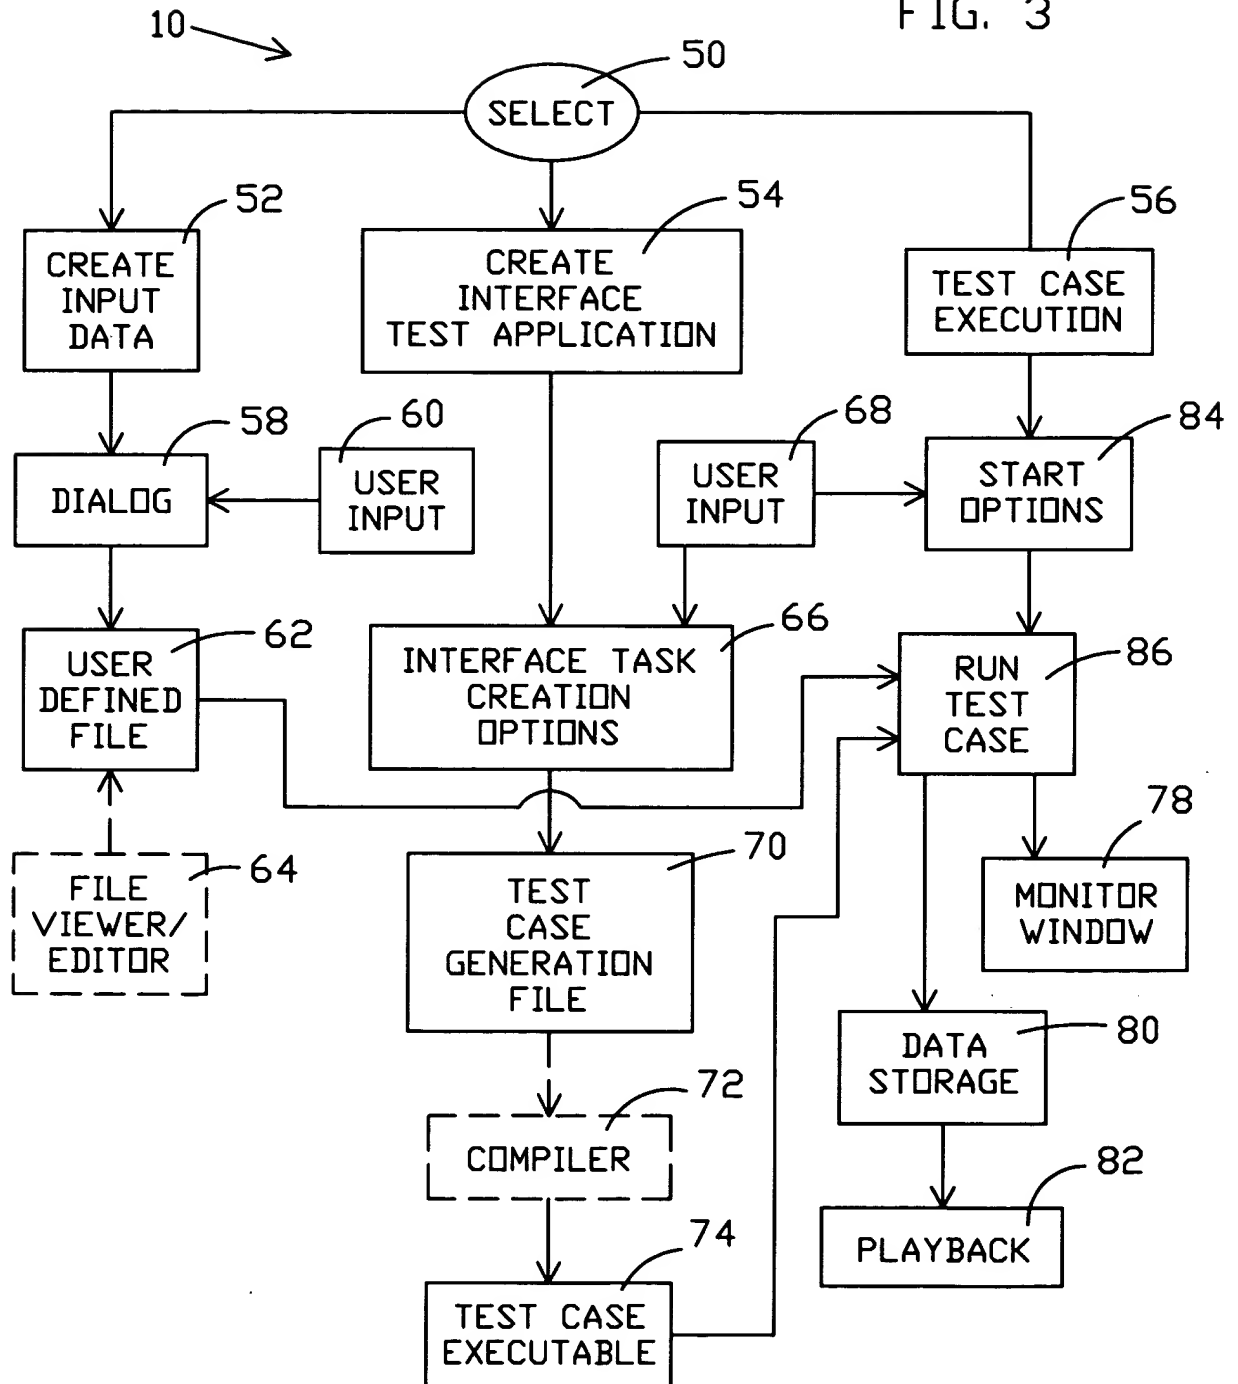 FIG. 3
10
50
SELECT
52
54
56
CREATE
INPUT
DATA
CREATE
INTERFACE
TEST APPLICATION
TEST CASE
EXECUTION
58
60
68
84
DIALOG
USER
INPUT
USER
INPUT
START
OPTIONS
62
66
86
USER
DEFINED
FILE
INTERFACE TASK
CREATION
OPTIONS
RUN
TEST
CASE
64
70
78
FILE
VIEWER/
EDITOR
TEST
CASE
GENERATION
FILE
MONITOR
WINDOW
80
DATA
STORAGE
72
COMPILER
82
PLAYBACK
74
TEST CASE
EXECUTABLE